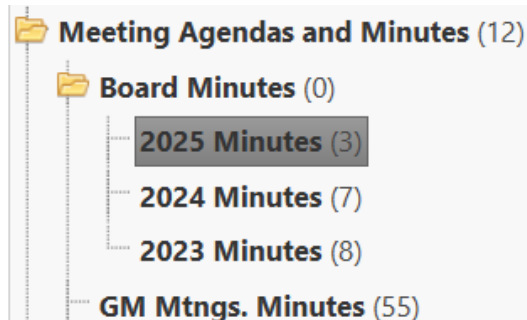 Meeting Agendas and Minutes (12)
Board Minutes (0)
2025 Minutes (3)
2024 Minutes (7)
2023 Minutes (8)
GM Mtngs. Minutes (55)